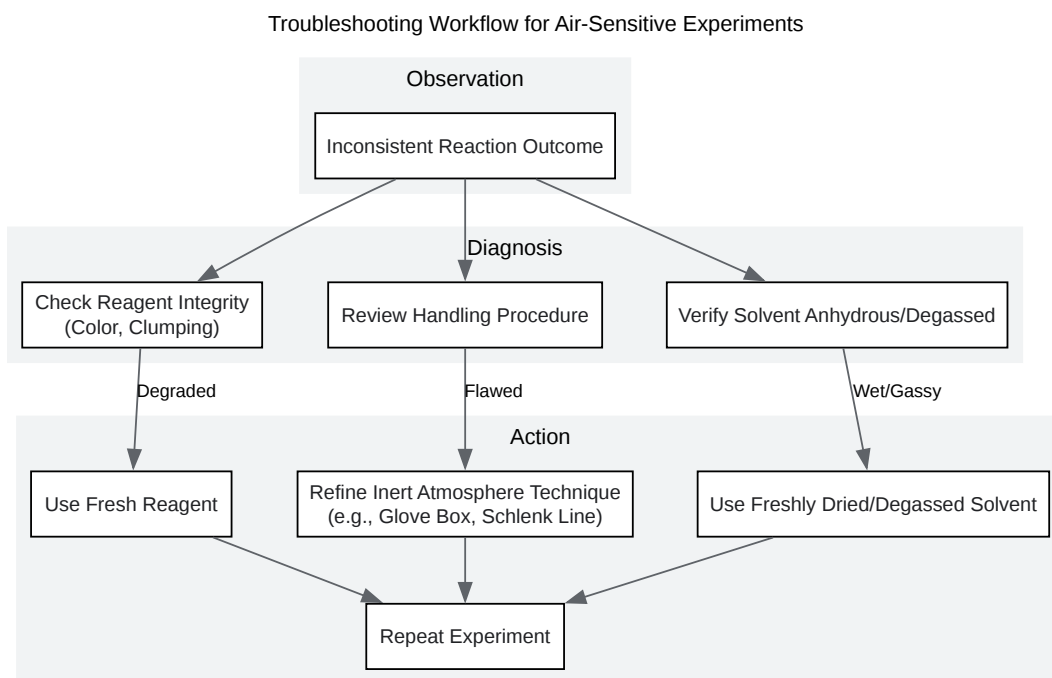 Troubleshooting Workflow for Air-Sensitive Experiments
Observation
Inconsistent Reaction Outcome
Diagnosis
Check Reagent Integrity
(Color, Clumping)
Review Handling Procedure
Verify Solvent Anhydrous/Degassed
Degraded
Flawed
Wet/Gassy
Action
Use Fresh Reagent
Refine Inert Atmosphere Technique
(e.g., Glove Box, Schlenk Line)
Use Freshly Dried/Degassed Solvent
Repeat Experiment